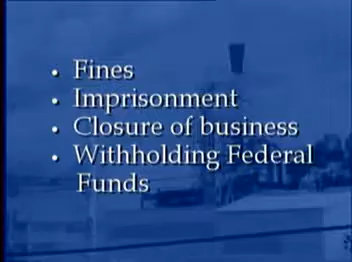 • Fines
• Imprisonment
• Closure of business
• Withholding Federal
Funds